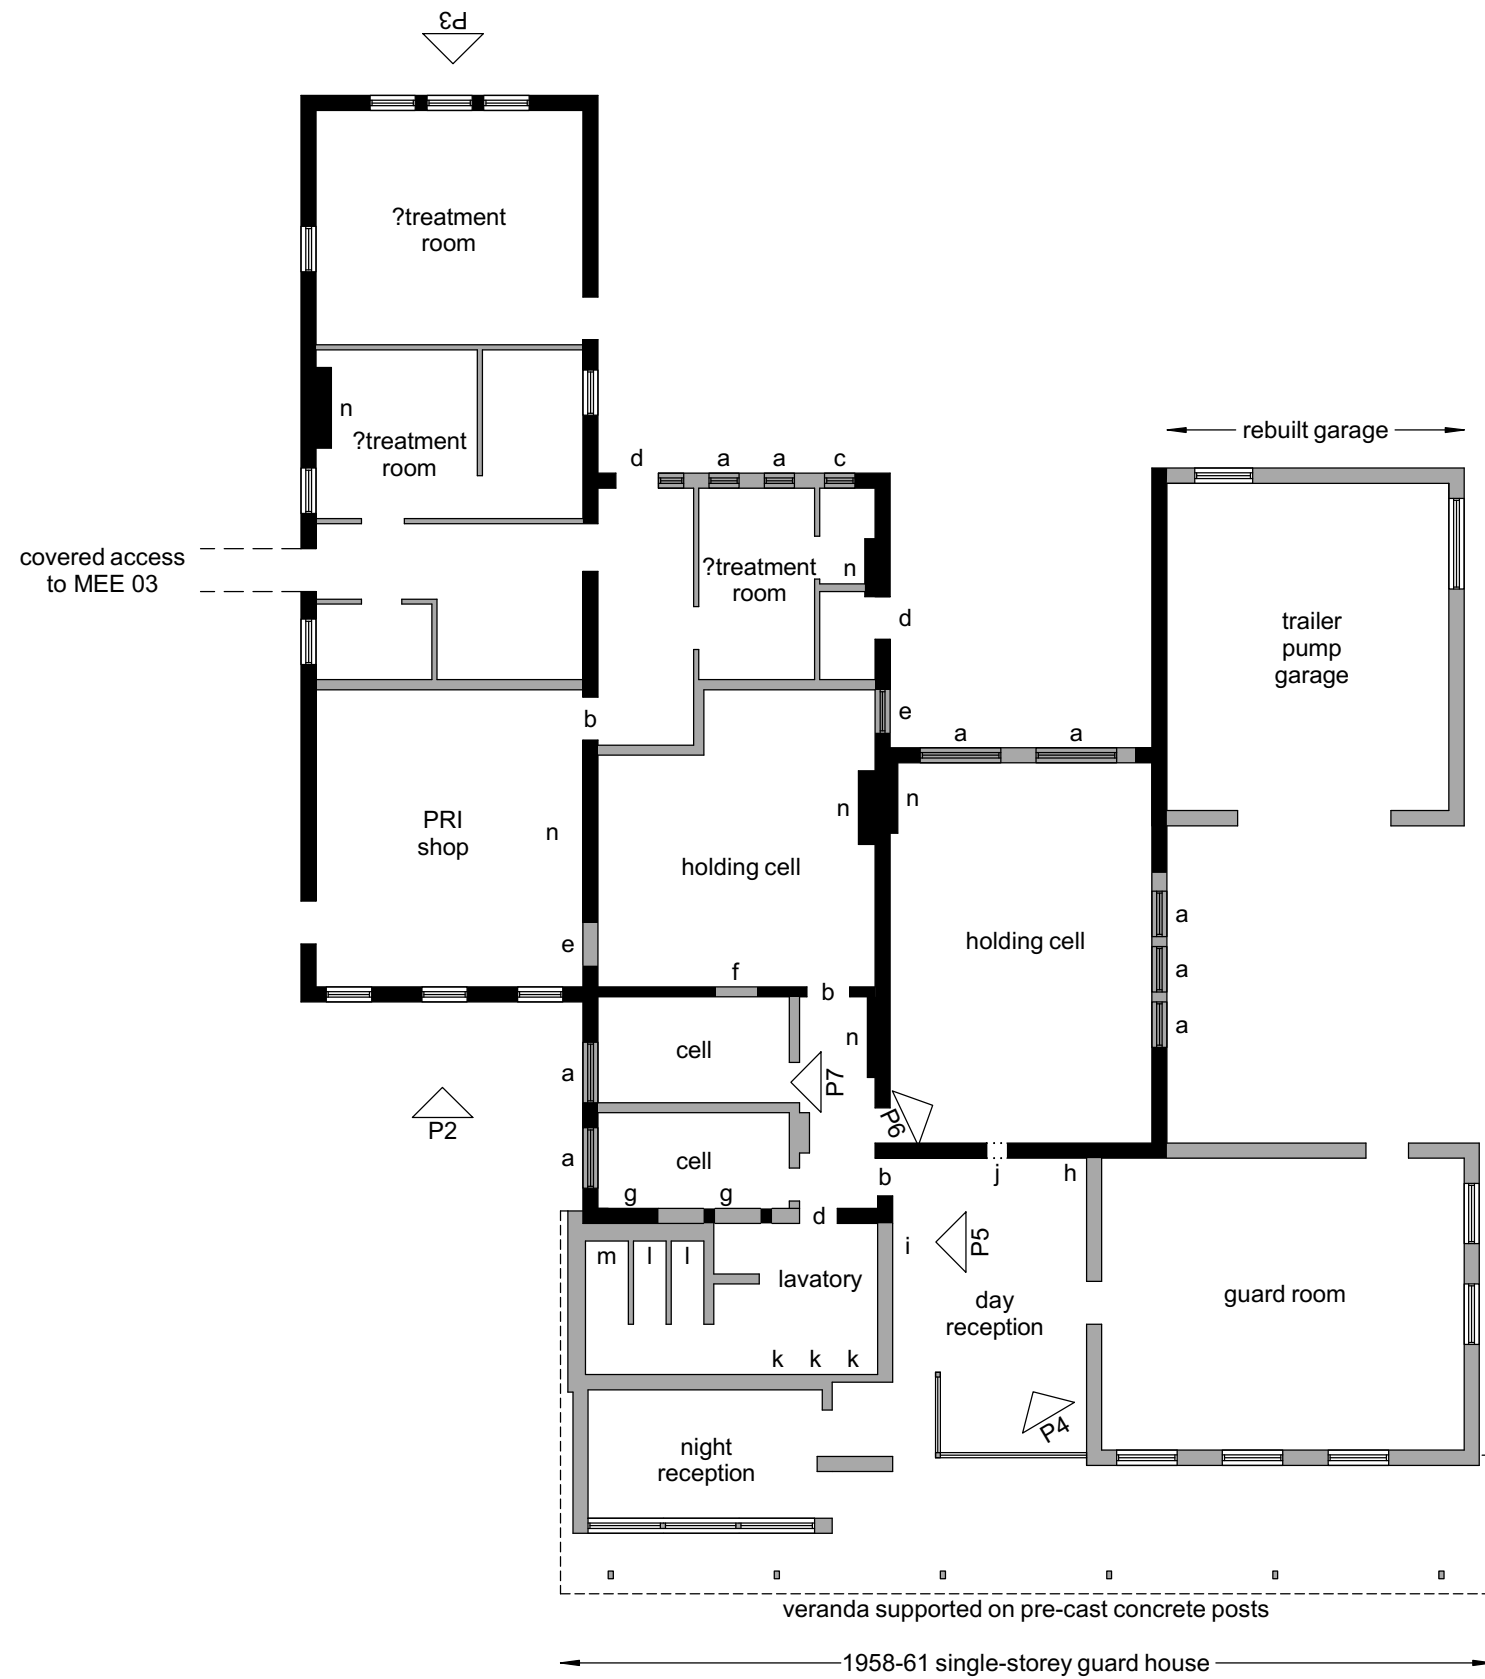 P3
?treatment
room
n
?treatment
room
rebuilt garage
d
a
a
c
covered access
to MEE 03
?treatment
room
n
d
trailer
pump
garage
b
e
a
a
PRI
shop
n
n
n
holding cell
holding cell
a
a
a
e
f
b
n
cell
P7
a
P2
P6
cell
a
g
g
d
b
j
h
m
l
l
lavatory
i
P5
day
reception
guard room
k
k
k
P4
night
reception
veranda supported on pre-cast concrete posts
1958-61 single-storey guard house